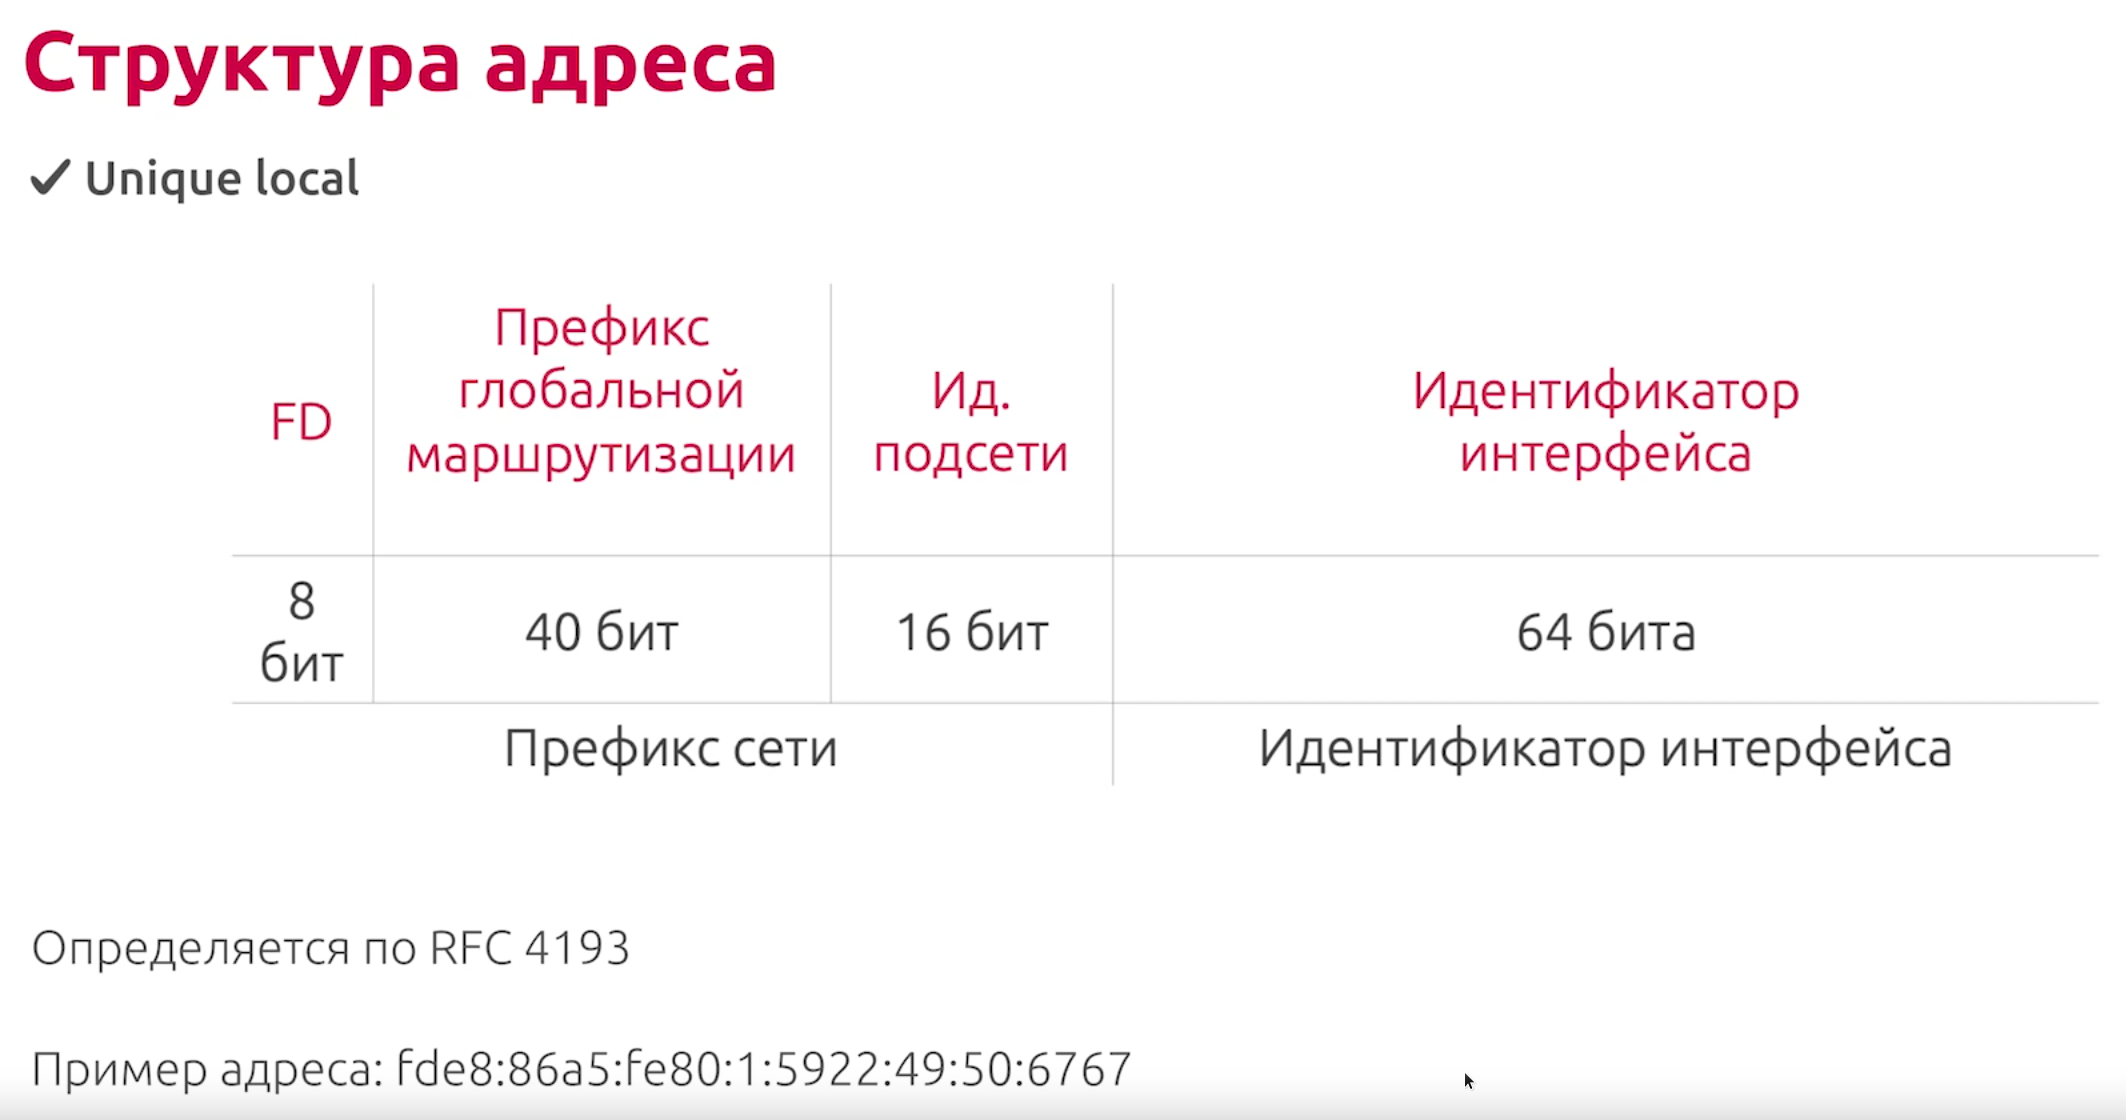 Структура адреса
✓ Unique local
FD
Префикс
глобальной
маршрутизации
Ид.
подсети
Идентификатор
интерфейса
8
бит
40 бит
16 бит
64 бита
Префикс сети
Идентификатор интерфейса
Определяется по RFC 4193
Пример адреса: fde8:86a5:fe80:1:5922:49:50:6767